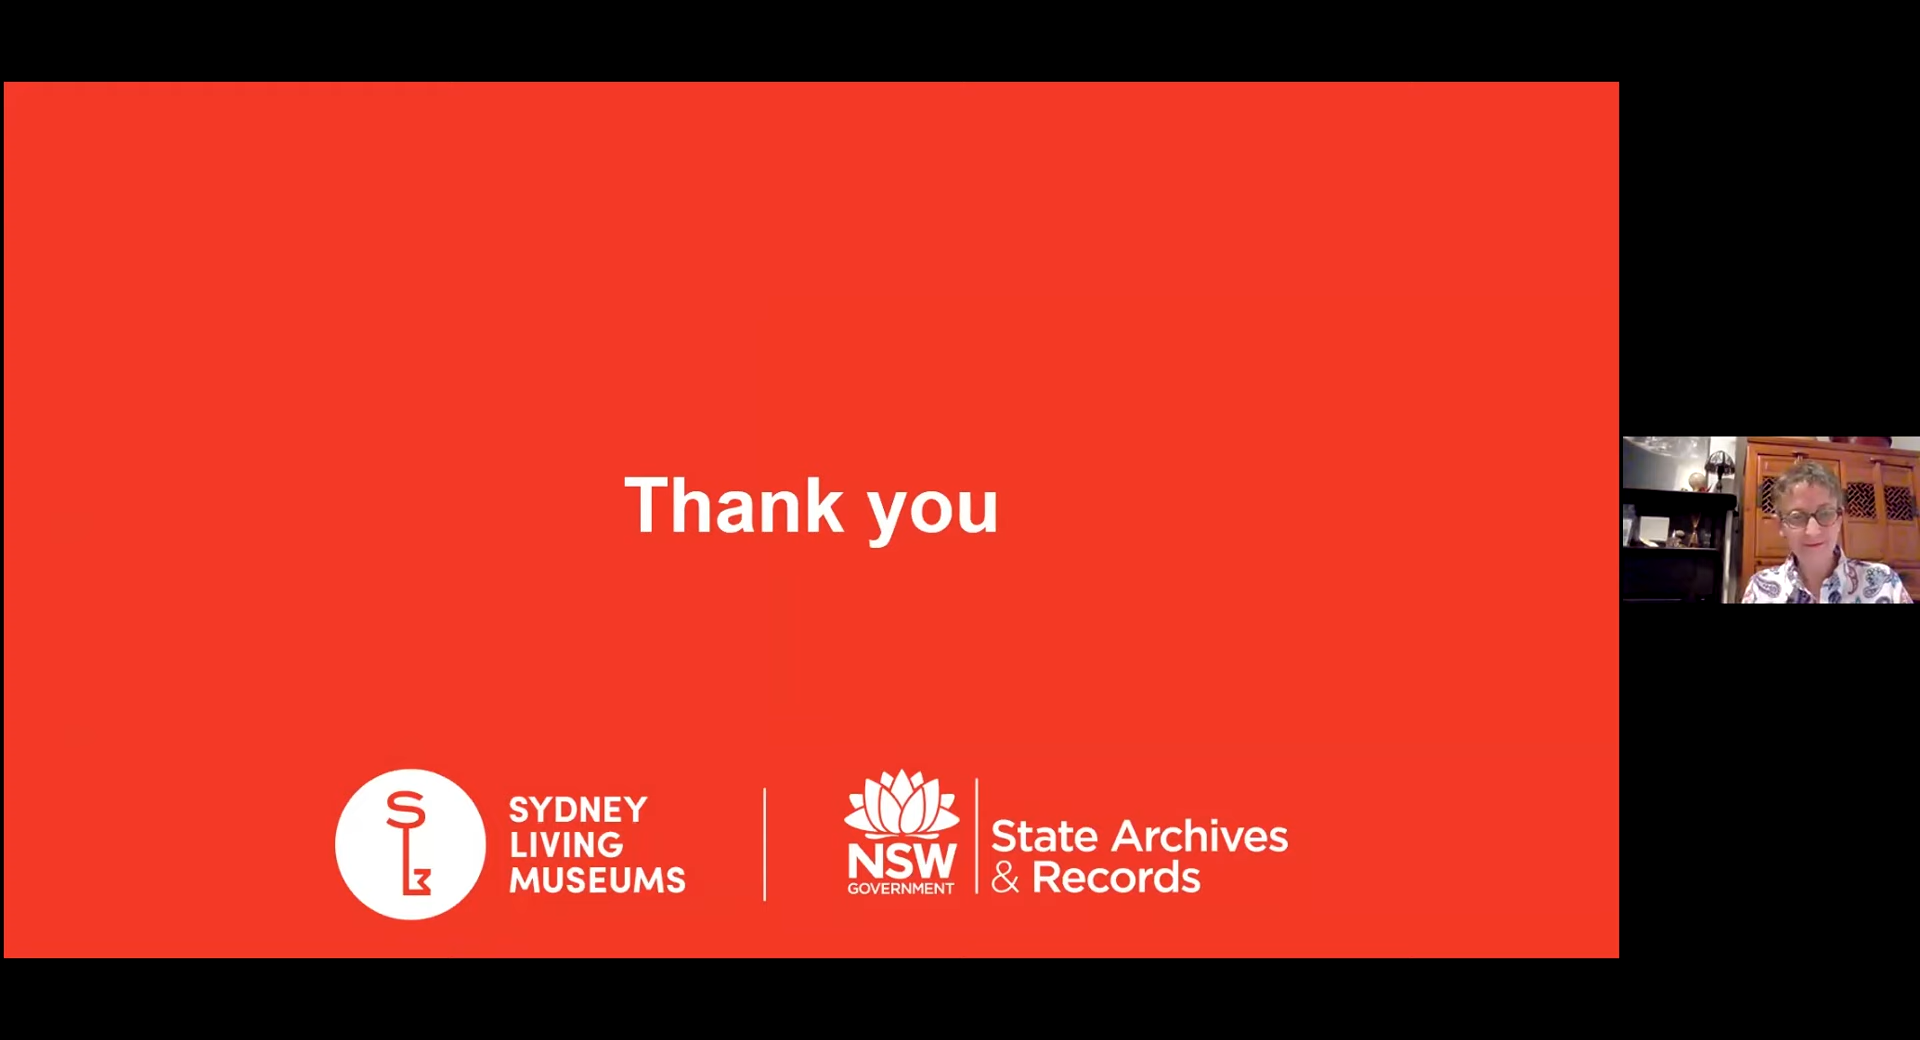 Thank you
SYDNEY
LIVING
MUSEUMS
NSW
GOVERNMENT
State Archives
& Records